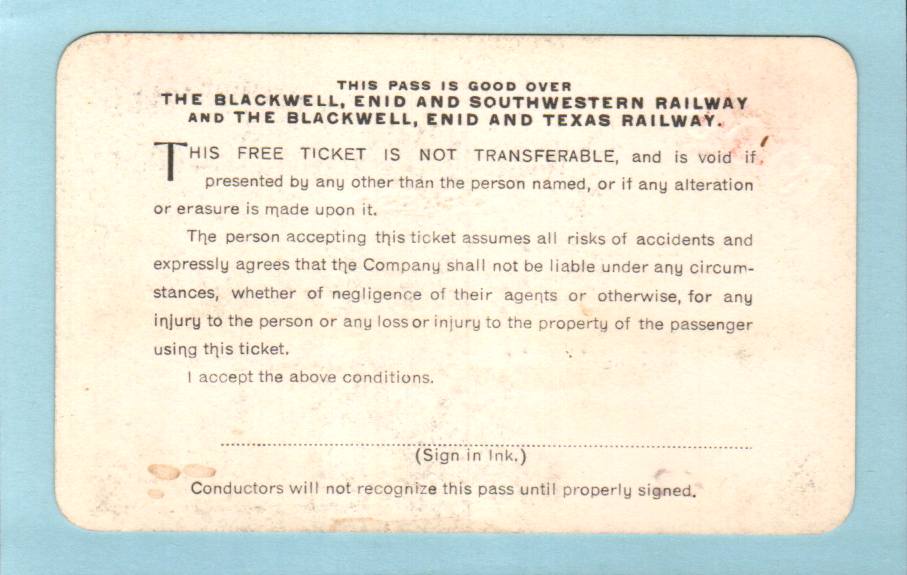 THIS PASS IS GOOD OVER
THE BLACKWELL, ENID AND SOUTHWESTERN RAILWAY
AND THE BLACKWELL, ENID AND TEXAS RAILWAY.
THIS FREE TICKET IS NOT TRANSFERABLE, and is void if
presented by any other than the person named, or if any alteration
or erasure is made upon it.
The person accepting this ticket assumes all risks of accidents and
expressly agrees that the Company shall not be liable under any circum-
stances, whether of negligence of their agents or otherwise, for any
injury to the person or any loss or injury to the property of the passenger
using this ticket.
I accept the above conditions.
(Sign in Ink.)
Conductors will not recognize this pass until properly signed.